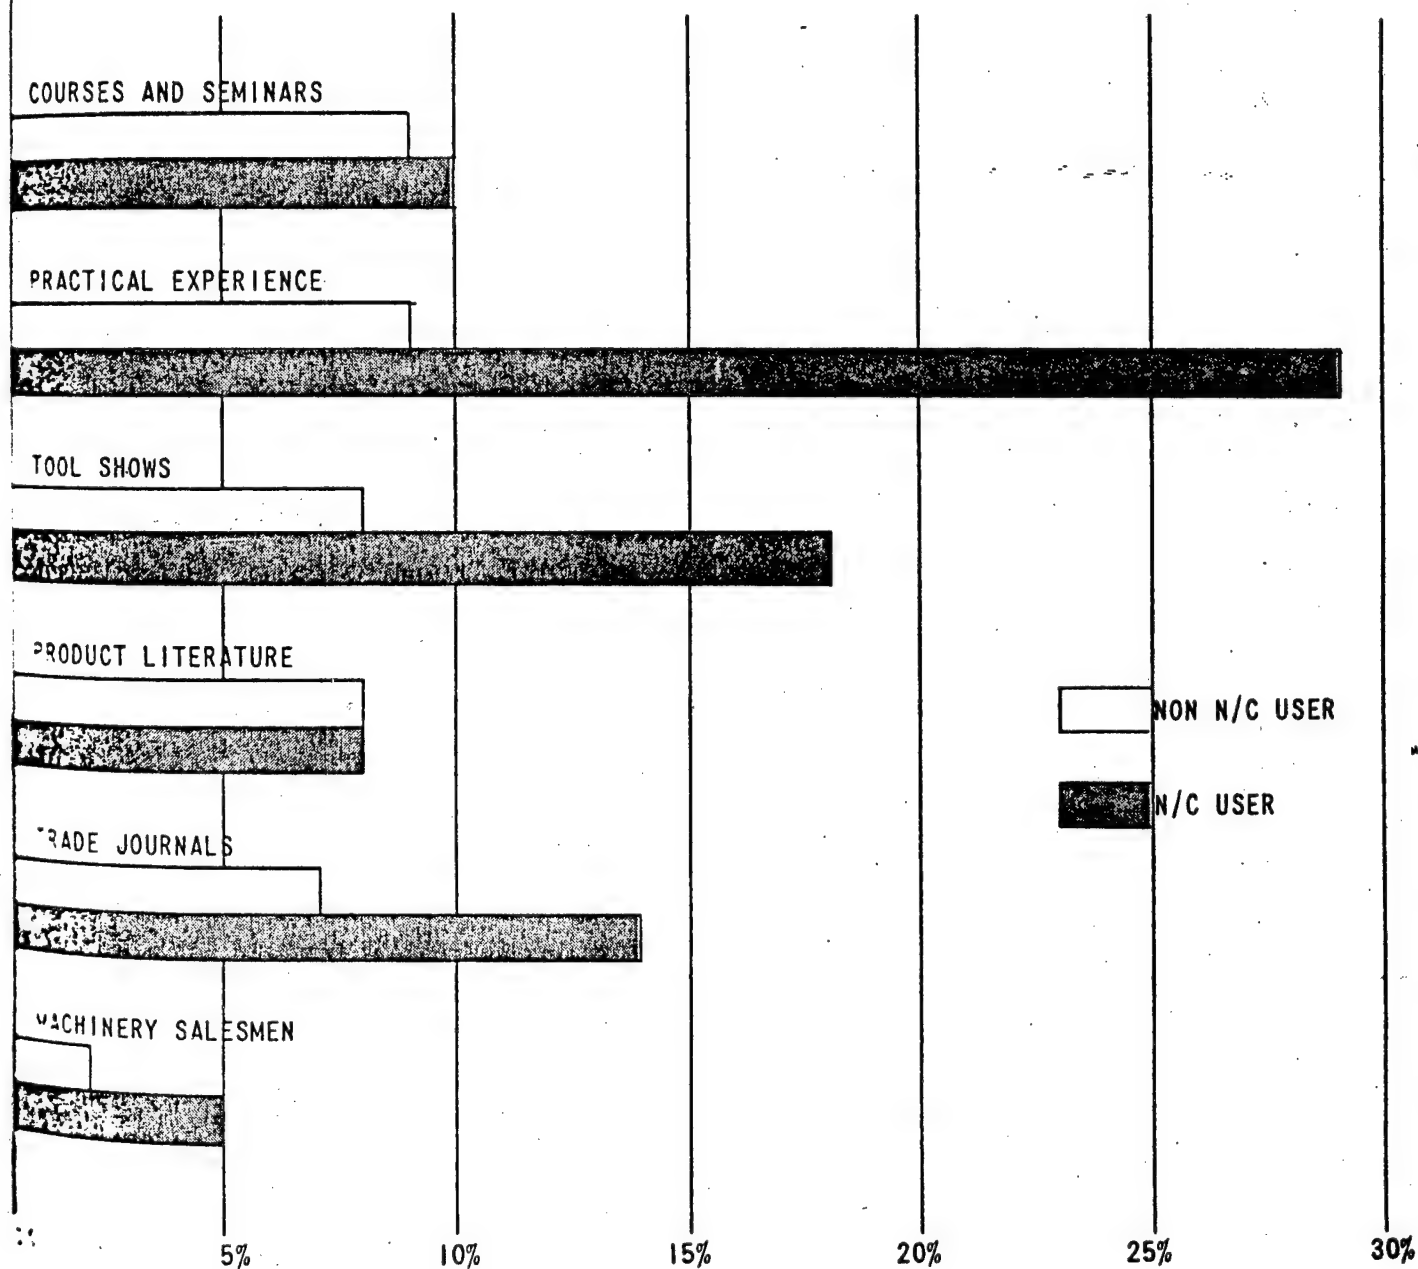 COURSES AND SEMINARS
PRACTICAL EXPERIENCE
TOOL SHOWS
PRODUCT LITERATURE
NON N/C USER
N/C USER
TRADE JOURNALS
MACHINERY SALESMEN
5% 10% 15% 20% 25% 30%